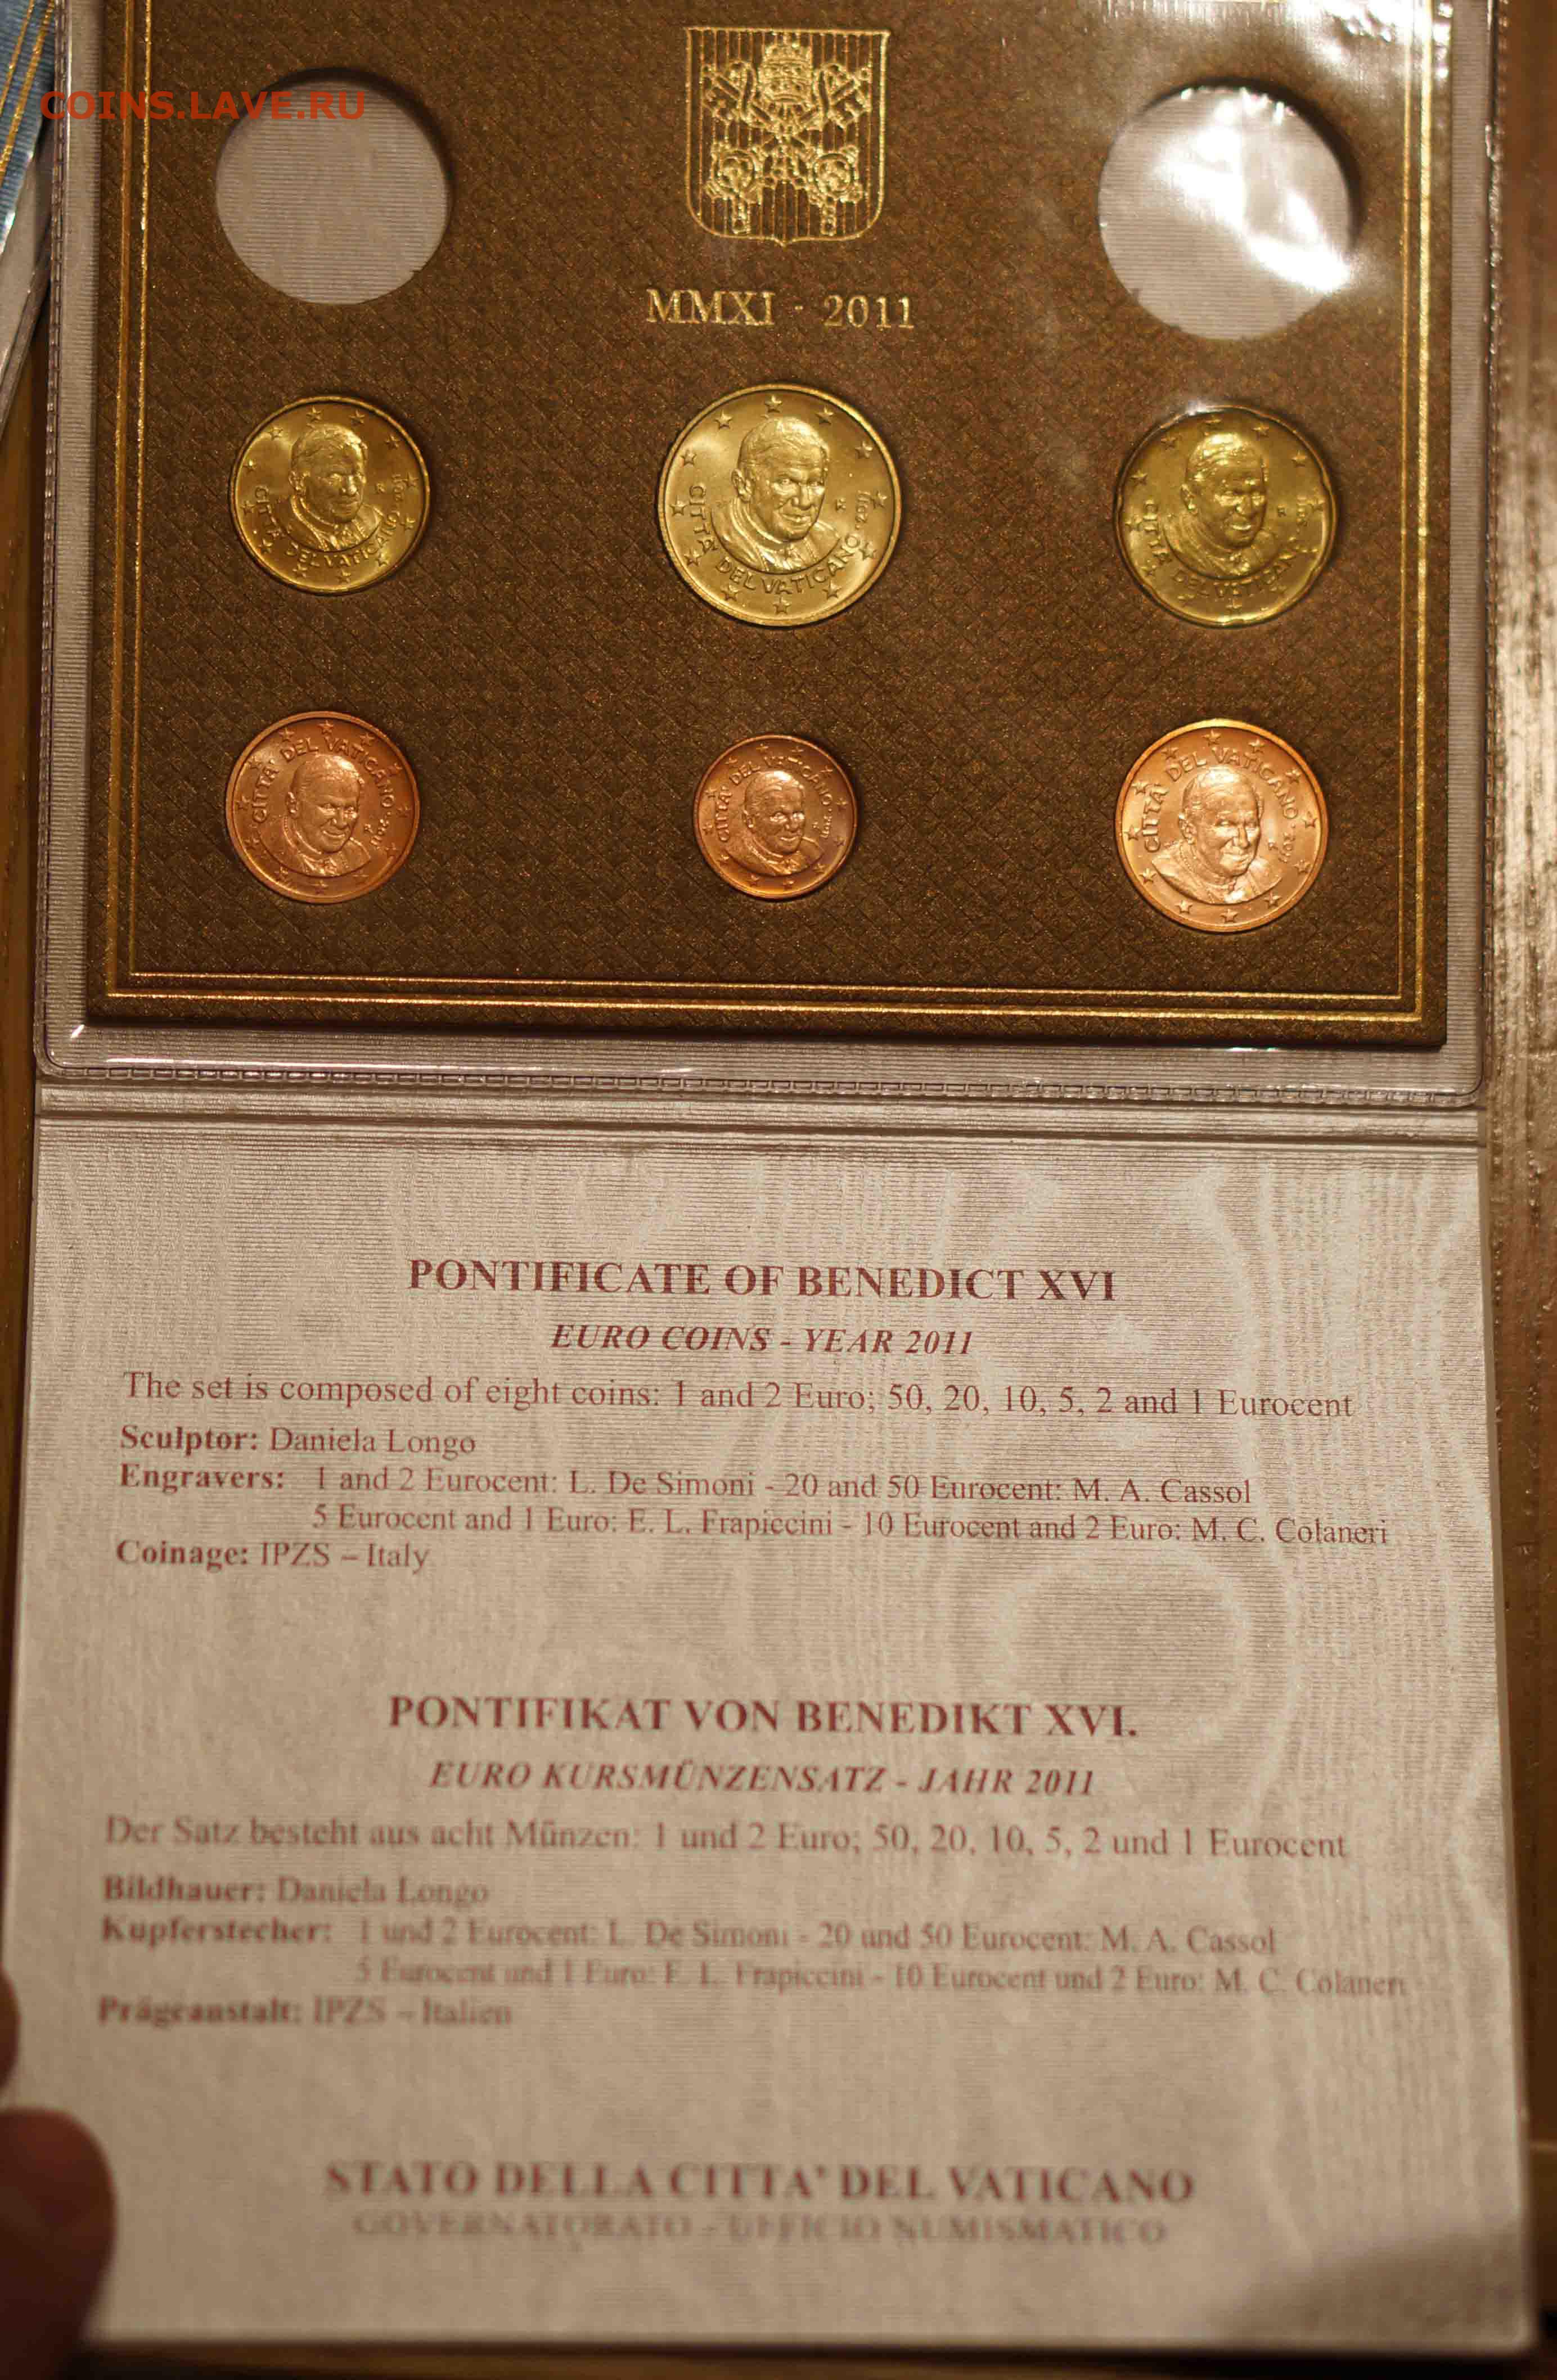 COINS.LAVE.RU
MMXI - 2011
CITTA' DEL VATICANO 2011
CITTA' DEL VATICANO 2011
CITTA' DEL VATICANO 2011
CITTA' DEL VATICANO 2011
CITTA' DEL VATICANO 2011
CITTA' DEL VATICANO 2011
PONTIFICATE OF BENEDICT XVI
EURO COINS - YEAR 2011
The set is composed of eight coins: 1 and 2 Euro; 50, 20, 10, 5, 2 and 1 Eurocent
Sculptor: Daniela Longo
Engravers: 1 and 2 Eurocent: L. De Simoni - 20 and 50 Eurocent: M. A. Cassol
5 Eurocent and 1 Euro: E. L. Frapiccini - 10 Eurocent and 2 Euro: M. C. Colaneri
Coinage: IPZS – Italy
PONTIFIKAT VON BENEDIKT XVI.
EURO KURSMÜNZENSATZ - JAHR 2011
Der Satz besteht aus acht Münzen: 1 und 2 Euro; 50, 20, 10, 5, 2 und 1 Eurocent
Bildhauer: Daniela Longo
Kupferstecher: 1 und 2 Eurocent: L. De Simoni - 20 und 50 Eurocent: M. A. Cassol
5 Eurocent und 1 Euro: E. L. Frapiccini - 10 Eurocent und 2 Euro: M. C. Colaneri
Prägeanstalt: IPZS – Italien
STATO DELLA CITTA' DEL VATICANO
GOVERNATORATO - UFFICIO NUMISMATICO